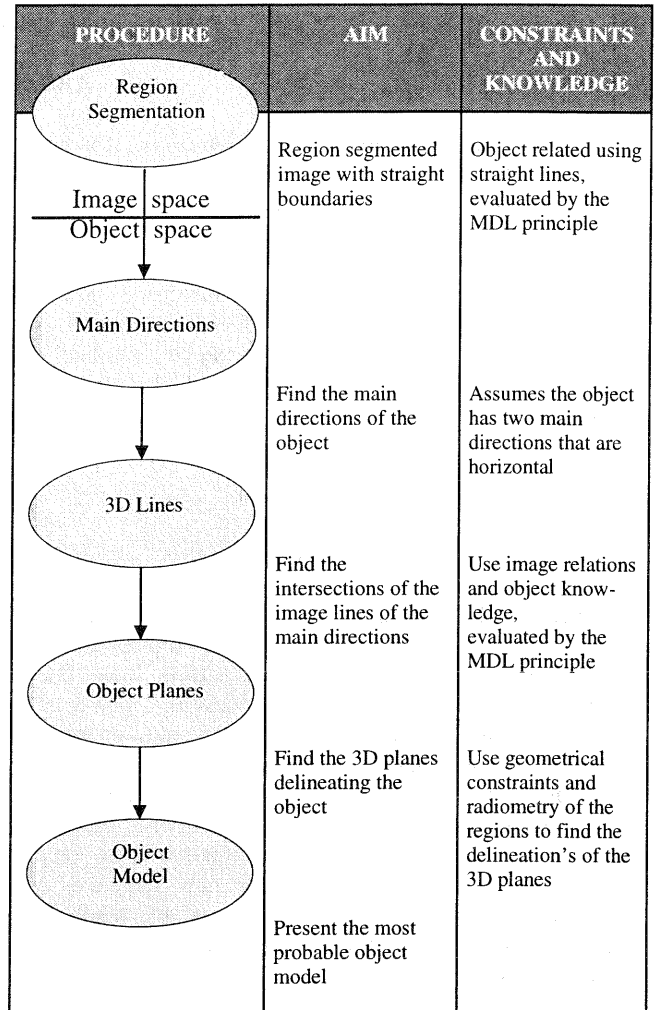 PROCEDURE
AIM
CONSTRAINTS
AND
KNOWLEDGE
Region
Segmentation
Region segmented
image with straight
boundaries
Object related using
straight lines,
evaluated by the
MDL principle
Image space
Object space
Main Directions
Find the main
directions of the
object
Assumes the object
has two main
directions that are
horizontal
3D Lines
Find the
intersections of the
image lines of the
main directions
Use image relations
and object know-
ledge,
evaluated by the
MDL principle
Object Planes
Find the 3D planes
delineating the
object
Use geometrical
constraints and
radiometry of the
regions to find the
delineation's of the
3D planes
Object
Model
Present the most
probable object
model